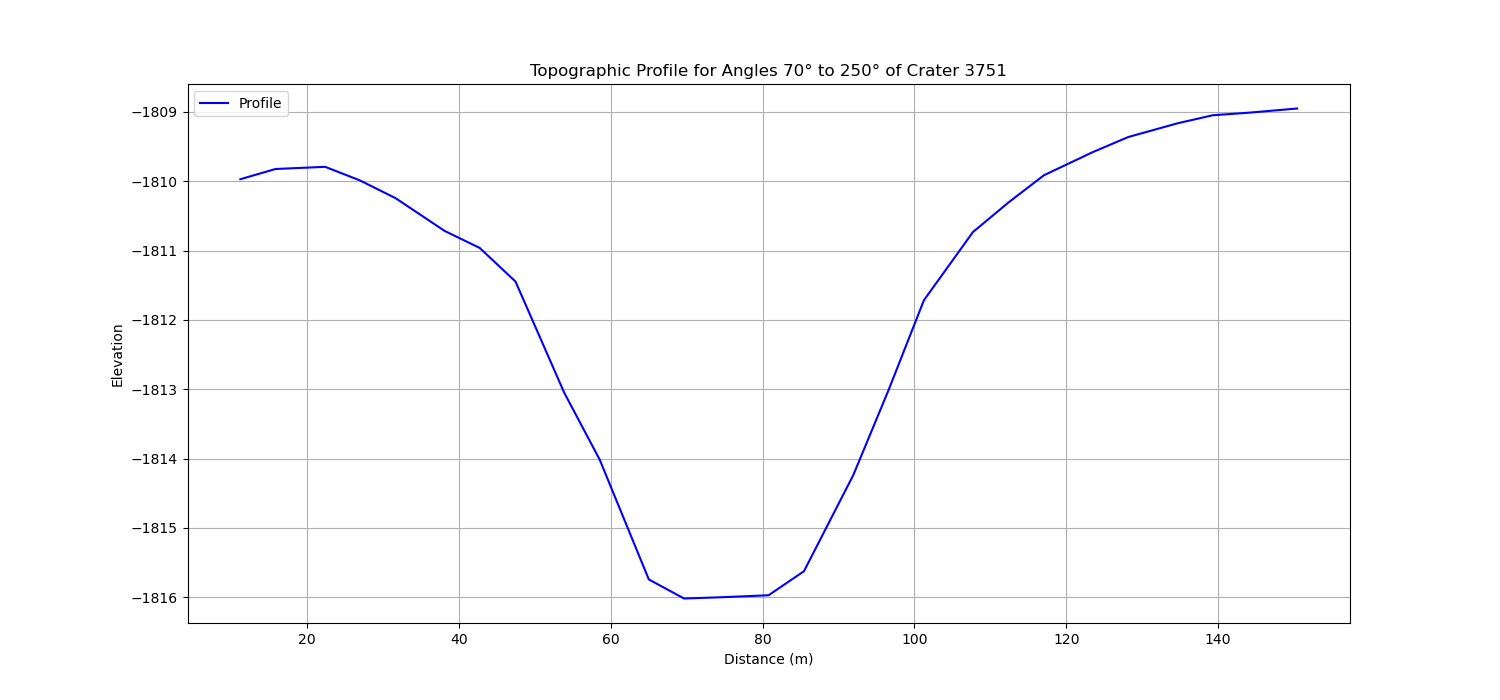 Topographic Profile for Angles 70° to 250° of Crater 3751
Profile
−1809
−1810
−1811
−1812
−1813
−1814
−1815
−1816
Elevation
20 40 60 80 100 120 140
Distance (m)